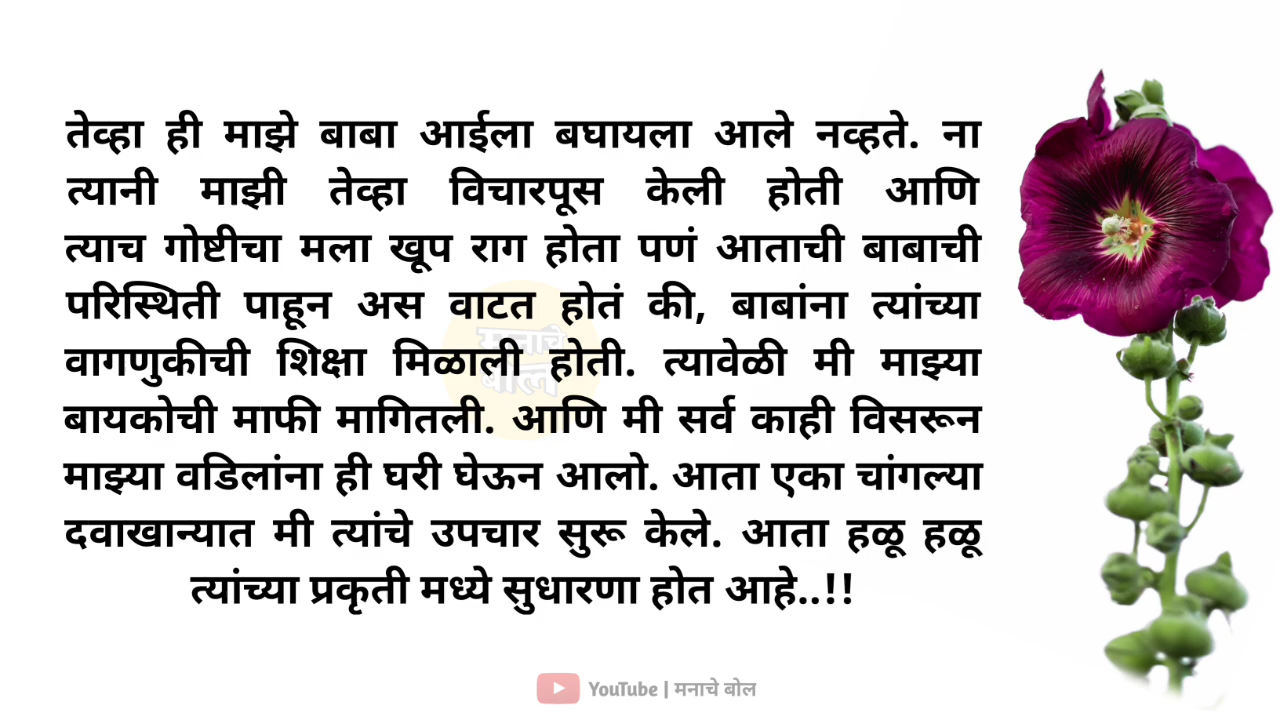 तेव्हा ही माझे बाबा आईला बघायला आले नव्हते. ना
त्यानी माझी तेव्हा विचारपूस केली होती आणि
त्याच गोष्टीचा मला खूप राग होता पणं आताची बाबाची
परिस्थिती पाहून अस वाटत होतं की, बाबांना त्यांच्या
वागणुकीची शिक्षा मिळाली होती. त्यावेळी मी माझ्या
बायकोची माफी मागितली. आणि मी सर्व काही विसरून
माझ्या वडिलांना ही घरी घेऊन आलो. आता एका चांगल्या
दवाखान्यात मी त्यांचे उपचार सुरू केले. आता हळू हळू
त्यांच्या प्रकृती मध्ये सुधारणा होत आहे..!!
मनाचे
बोल
YouTube | मनाचे बोल